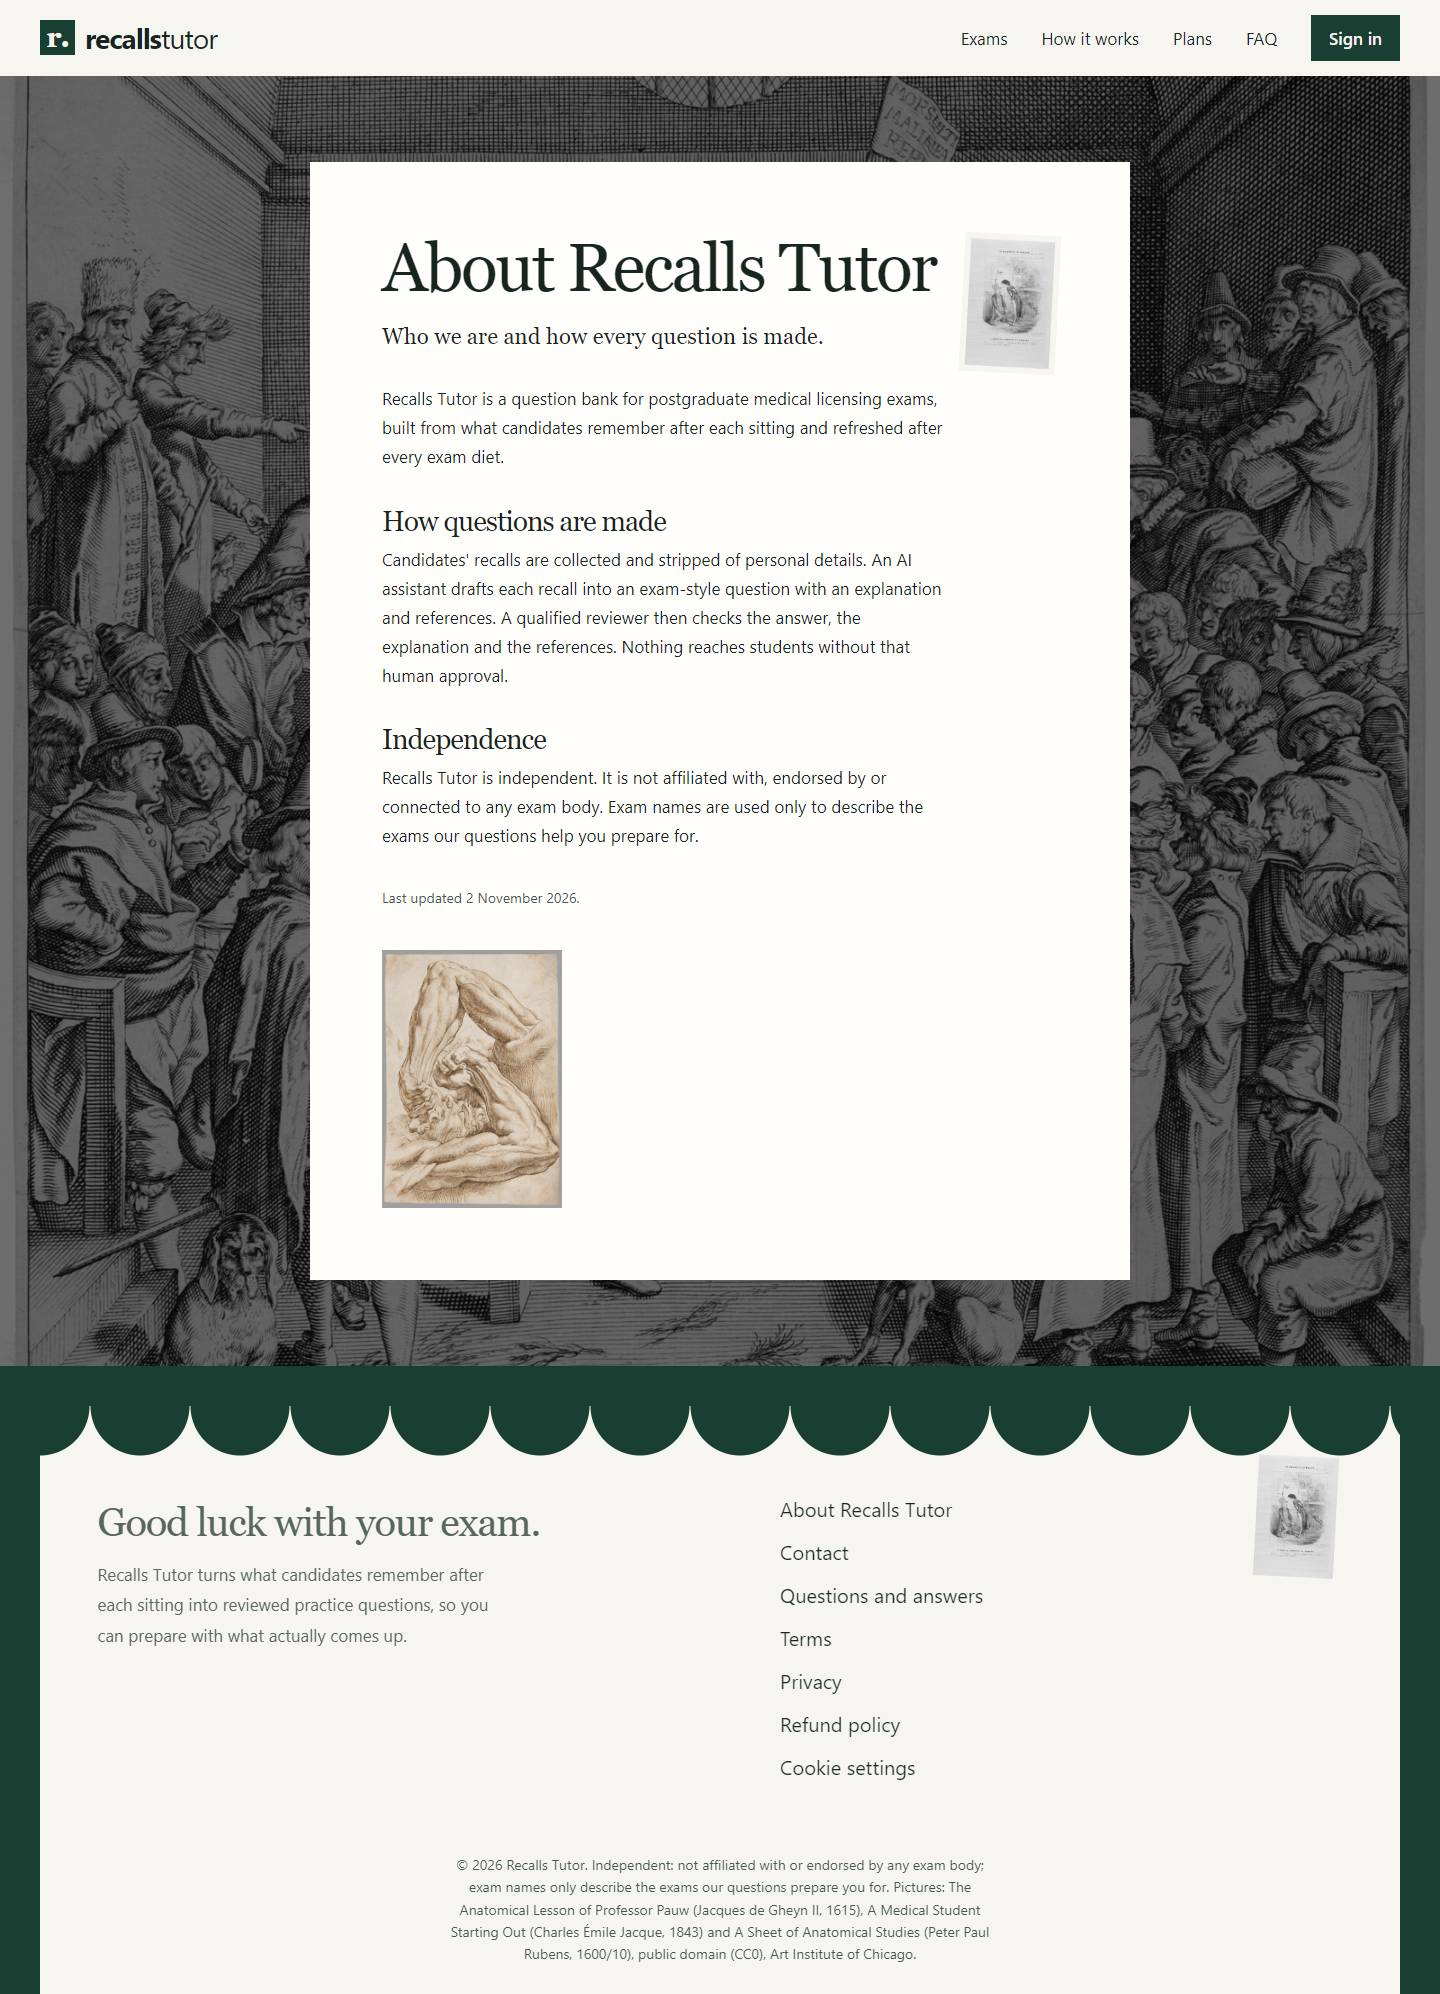 r. recallstutor
Exams How it works Plans FAQ Sign in
MORS
About Recalls Tutor
Who we are and how every question is made.
Recalls Tutor is a question bank for postgraduate medical licensing exams,
built from what candidates remember after each sitting and refreshed after
every exam diet.
How questions are made
Candidates' recalls are collected and stripped of personal details. An AI
assistant drafts each recall into an exam-style question with an explanation
and references. A qualified reviewer then checks the answer, the
explanation and the references. Nothing reaches students without that
human approval.
Independence
Recalls Tutor is independent. It is not affiliated with, endorsed by or
connected to any exam body. Exam names are used only to describe the
exams our questions help you prepare for.
Last updated 2 November 2026.
Good luck with your exam.
Recalls Tutor turns what candidates remember after
each sitting into reviewed practice questions, so you
can prepare with what actually comes up.
About Recalls Tutor
Contact
Questions and answers
Terms
Privacy
Refund policy
Cookie settings
© 2026 Recalls Tutor. Independent: not affiliated with or endorsed by any exam body;
exam names only describe the exams our questions prepare you for. Pictures: The
Anatomical Lesson of Professor Pauw (Jacques de Gheyn II, 1615), A Medical Student
Starting Out (Charles Émile Jacque, 1843) and A Sheet of Anatomical Studies (Peter Paul
Rubens, 1600/10), public domain (CC0), Art Institute of Chicago.